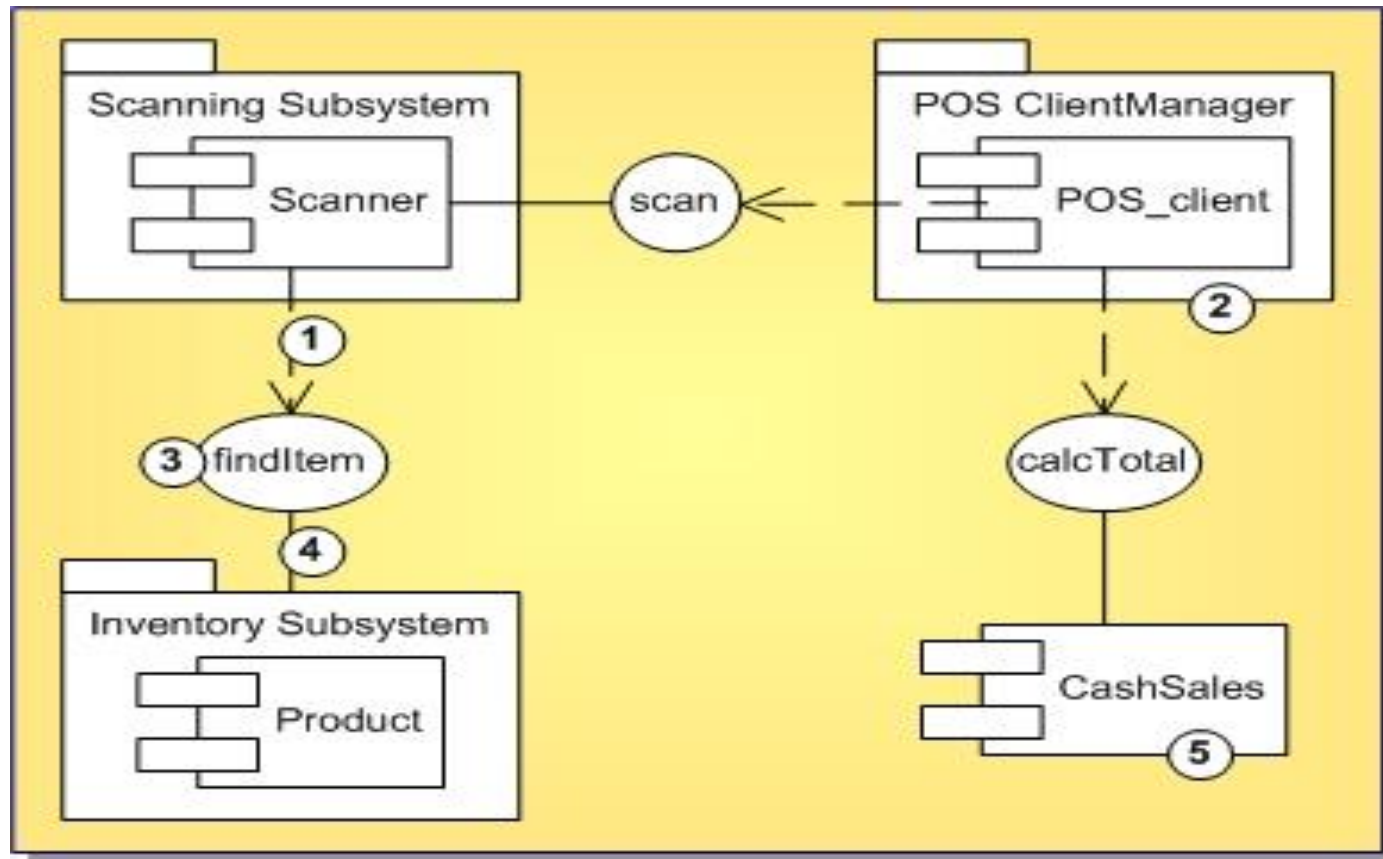 Scanning Subsystem
POS ClientManager
Scanner
scan
POS_client
1
2
3
findItem
calcTotal
4
Inventory Subsystem
Product
CashSales
5